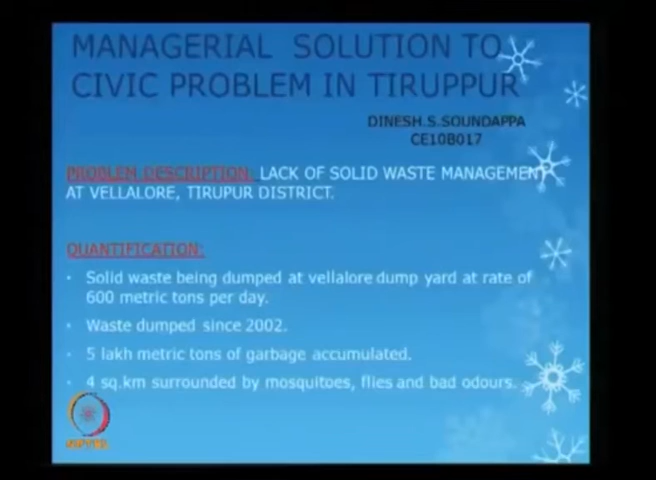 MANAGERIAL SOLUTION TO
CIVIC PROBLEM IN TIRUPPUR
DINESH.S.SOUNDAPPA
CE10B017
PROBLEM DESCRIPTION: LACK OF SOLID WASTE MANAGEMENT
AT VELLALORE, TIRUPUR DISTRICT.
QUANTIFICATION:
• Solid waste being dumped at vellalore dump yard at rate of
600 metric tons per day.
• Waste dumped since 2002.
• 5 lakh metric tons of garbage accumulated.
• 4 sq.km surrounded by mosquitoes, flies and bad odours.
NPTEL